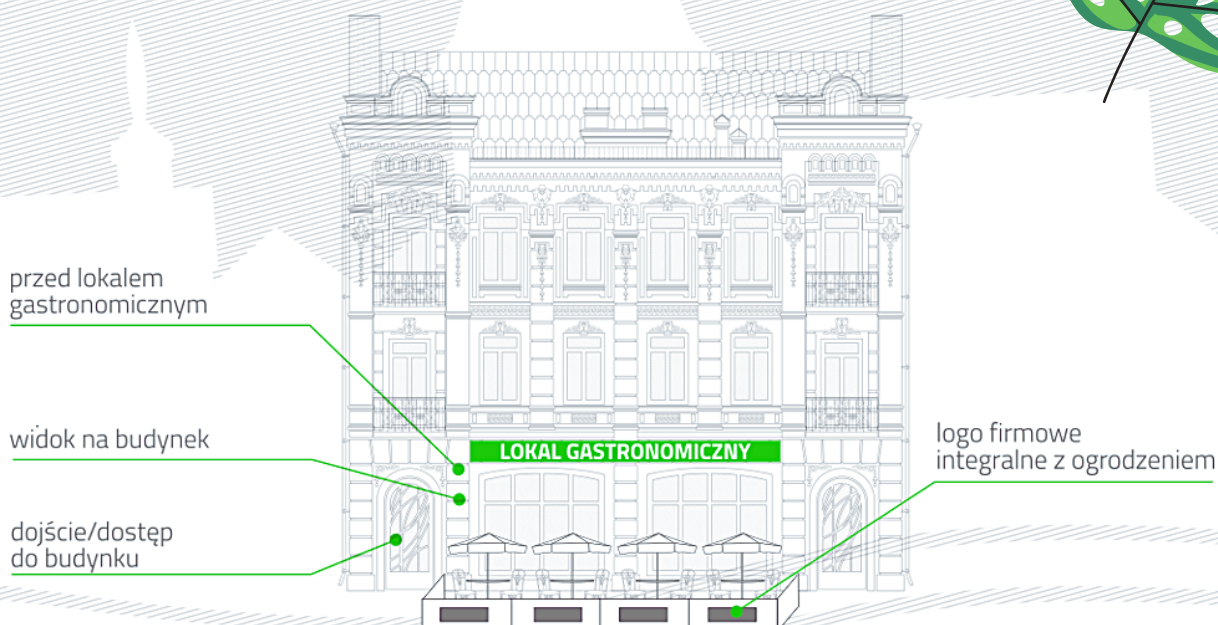 przed lokalem
gastronomicznym
widok na budynek
dojście/dostęp
do budynku
LOKAL GASTRONOMICZNY
logo firmowe
integralne z ogrodzeniem